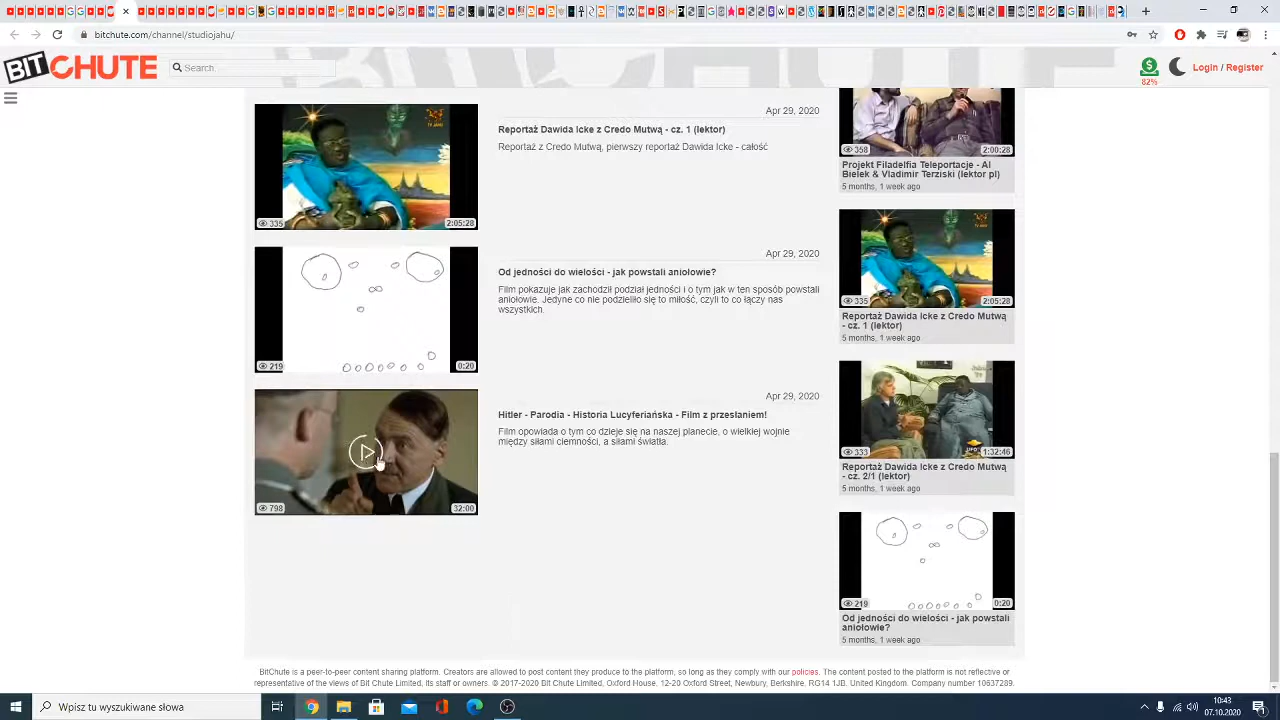 bitchute.com/channel/studiojahu/
BITCHUTE
Search...
Login / Register
82%
TV JAHU
335
2:05:28
Apr 29, 2020
Reportaż Dawida Icke z Credo Mutwą - cz. 1 (lektor)
Reportaż z Credo Mutwą, pierwszy reportaż Dawida Icke - całość
219
0:20
Apr 29, 2020
Od jedności do wielości - jak powstali aniołowie?
Film pokazuje jak zachodził podział jedności i o tym jak w ten sposób powstali
aniołowie. Jedyne co nie podzieliło się to miłość, czyli to co łączy nas
wszystkich.
798
32:00
Apr 29, 2020
Hitler - Parodia - Historia Lucyferiańska - Film z przesłaniem!
Film opowiada o tym co dzieje się na naszej planecie, o wielkiej wojnie
między siłami ciemności, a siłami światła.
358
2:00:28
Projekt Filadelfia Teleportacje - Al
Bielek & Vladimir Terziski (lektor pl)
5 months, 1 week ago
335
2:05:28
Reportaż Dawida Icke z Credo Mutwą
- cz. 1 (lektor)
5 months, 1 week ago
333
1:32:46
Reportaż Dawida Icke z Credo Mutwą
- cz. 2/1 (lektor)
5 months, 1 week ago
219
0:20
Od jedności do wielości - jak powstali
aniołowie?
5 months, 1 week ago
BitChute is a peer-to-peer content sharing platform. Creators are allowed to post content they produce to the platform, so long as they comply with our policies. The content posted to the platform is not reflective or
representative of the views of Bit Chute Limited, its staff or owners. © 2017-2020 Bit Chute Limited, Oxford House, 12-20 Oxford Street, Newbury, Berkshire, RG14 1JB, United Kingdom. Company number 10637289.
Wpisz tu wyszukiwane słowa
10:43
07.10.2020